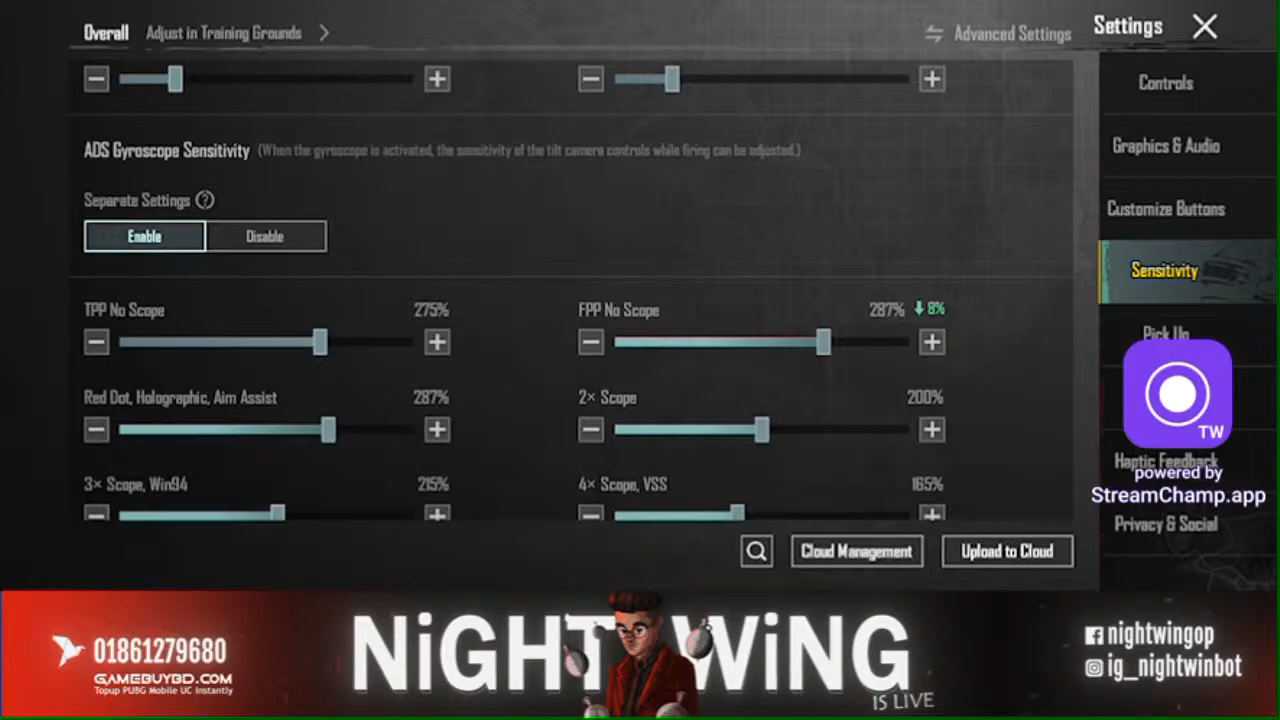 Overall Adjust in Training Grounds
Advanced Settings
Settings
Controls
Graphics & Audio
Customize Buttons
Sensitivity
Pick Up
Haptic Feedback
Privacy & Social
ADS Gyroscope Sensitivity (When the gyroscope is activated, the sensitivity of the tilt camera controls while firing can be adjusted.)
Separate Settings ?
Enable Disable
TPP No Scope 275%
FPP No Scope 287% 8%
Red Dot, Holographic, Aim Assist 287%
2× Scope 200%
3× Scope, Win94 215%
4× Scope, VSS 165%
Cloud Management
Upload to Cloud
TW
powered by
StreamChamp.app
01861279680
GAMEBUYBD.COM
Topup PUBG Mobile UC Instantly
NiGHT WiNG
IS LIVE
nightwingop
ig_nightwinbot